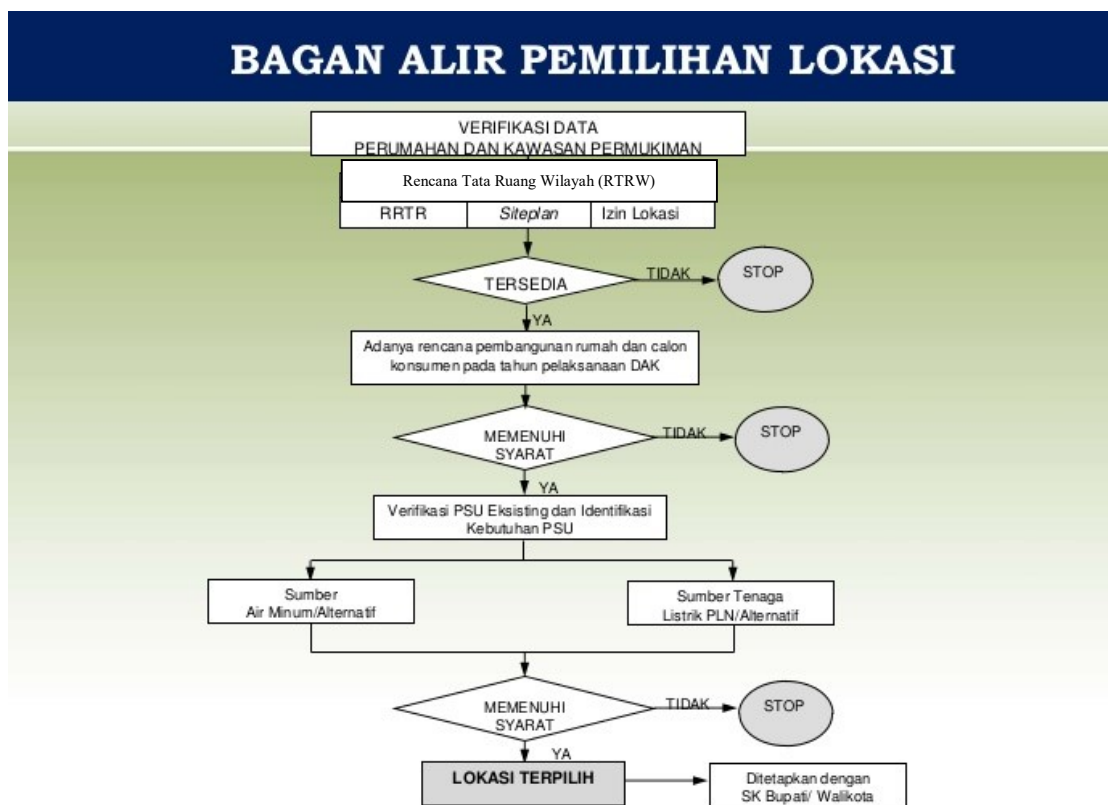 BAGAN ALIR PEMILIHAN LOKASI
VERIFIKASI DATA
PERUMAHAN DAN KAWASAN PERMUKIMAN
Rencana Tata Ruang Wilayah (RTRW)
RRTR
Siteplan
Izin Lokasi
TERSEDIA
TIDAK
STOP
YA
Adanya rencana pembangunan rumah dan calon
konsumen pada tahun pelaksanaan DAK
MEMENUHI
SYARAT
TIDAK
STOP
YA
Verifikasi PSU Eksisting dan Identifikasi
Kebutuhan PSU
Sumber
Air Minum/Alternatif
Sumber Tenaga
Listrik PLN/Alternatif
MEMENUHI
SYARAT
TIDAK
STOP
YA
LOKASI TERPILIH
Ditetapkan dengan
SK Bupati/ Walikota